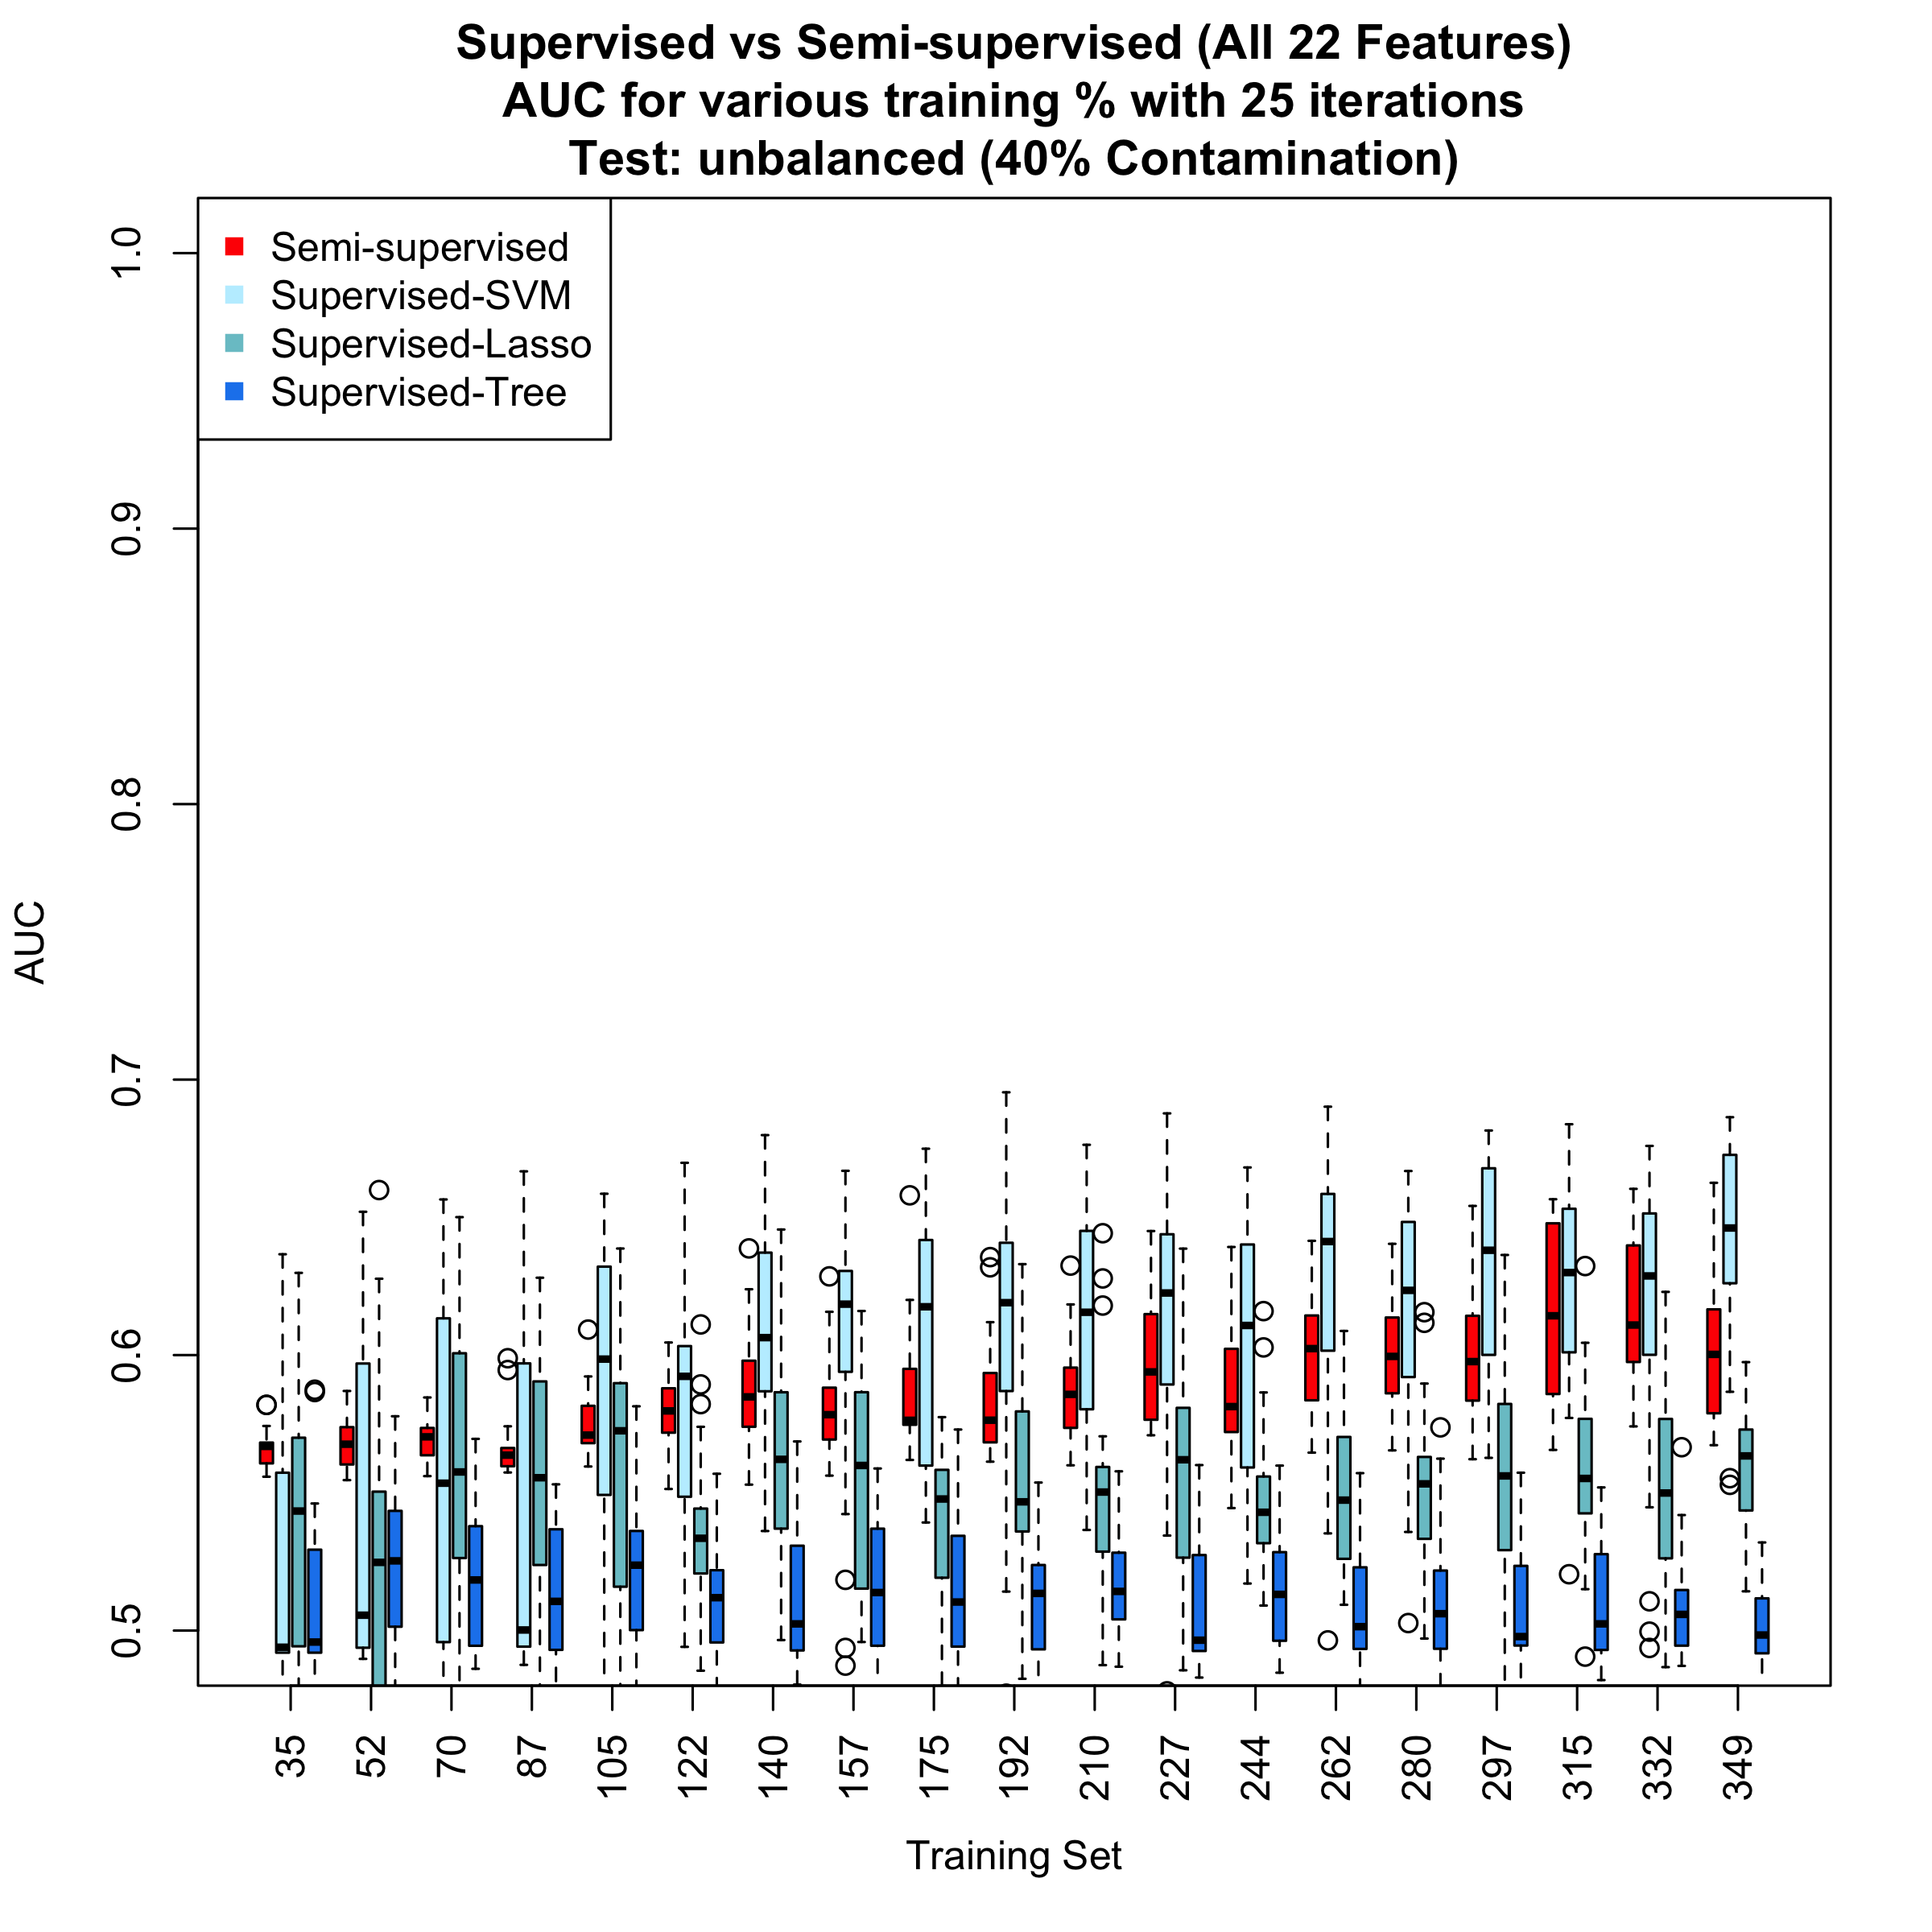 Supervised vs Semi-supervised (All 22 Features)
AUC for various training % with 25 iterations
Test: unbalanced (40% Contamination)
Semi-supervised
Supervised-SVM
Supervised-Lasso
Supervised-Tree
1.0
0.9
0.8
0.7
0.6
0.5
AUC
35 52 70 87 105 122 140 157 175 192 210 227 244 262 280 297 315 332 349
Training Set